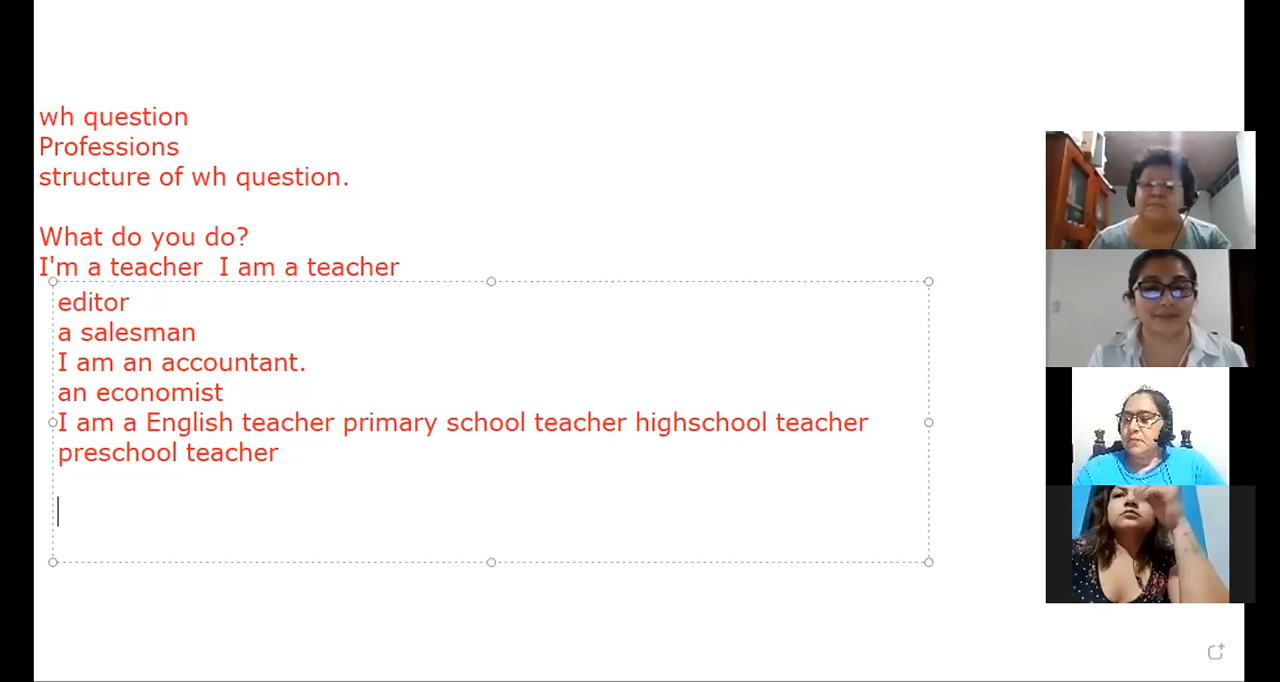 wh question
Professions
structure of wh question.
What do you do?
I'm a teacher  I am a teacher
editor
a salesman
I am an accountant.
an economist
I am a English teacher primary school teacher highschool teacher
preschool teacher